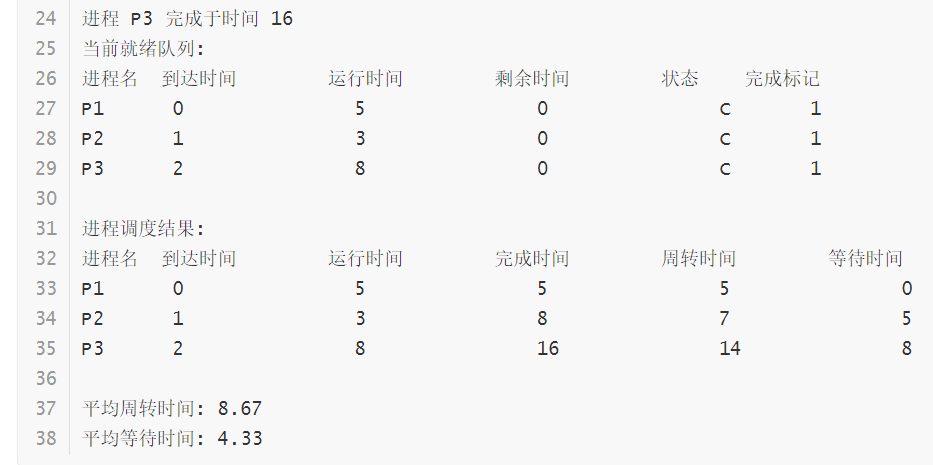 24 进程 P3 完成于时间 16
25 当前就绪队列:
26 进程名 到达时间 运行时间 剩余时间 状态 完成标记
27 P1 0 5 0 C 1
28 P2 1 3 0 C 1
29 P3 2 8 0 C 1
30
31 进程调度结果:
32 进程名 到达时间 运行时间 完成时间 周转时间 等待时间
33 P1 0 5 5 5 0
34 P2 1 3 8 7 5
35 P3 2 8 16 14 8
36
37 平均周转时间: 8.67
38 平均等待时间: 4.33